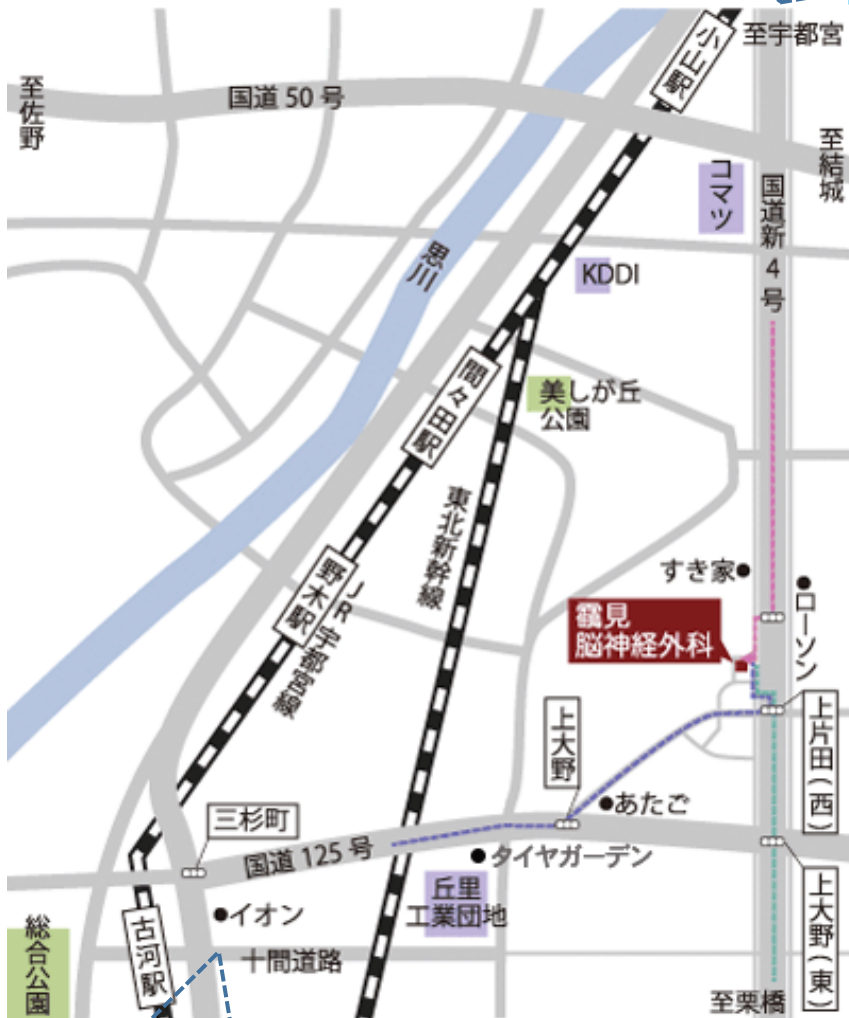 小山駅
至宇都宮
至佐野
国道 50 号
至結城
コマツ
国道新4号
思川
KDDI
間々田駅
美しが丘
公園
東北新幹線
すき家
ローソン
野木駅
JR宇都宮線
鶴見
脳神経外科
上大野
上片田(西)
あたご
三杉町
国道 125 号
タイヤガーデン
丘里
工業団地
上大野(東)
イオン
総合公園
古河駅
十間道路
至栗橋